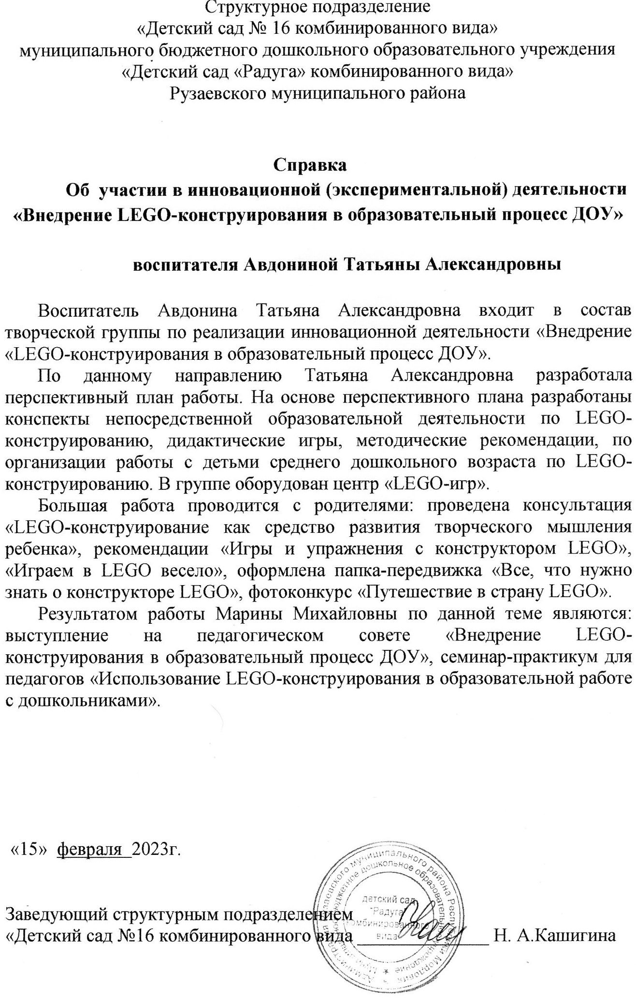 Структурное подразделение
«Детский сад № 16 комбинированного вида»
муниципального бюджетного дошкольного образовательного учреждения
«Детский сад «Радуга» комбинированного вида»
Рузаевского муниципального района
Справка
Об участии в инновационной (экспериментальной) деятельности
«Внедрение LEGO-конструирования в образовательный процесс ДОУ»
воспитателя Авдониной Татьяны Александровны
Воспитатель Авдонина Татьяна Александровна входит в состав
творческой группы по реализации инновационной деятельности «Внедрение
«LEGO-конструирования в образовательный процесс ДОУ».
По данному направлению Татьяна Александровна разработала
перспективный план работы. На основе перспективного плана разработаны
конспекты непосредственной образовательной деятельности по LEGO-
конструированию, дидактические игры, методические рекомендации, по
организации работы с детьми среднего дошкольного возраста по LEGO-
конструированию. В группе оборудован центр «LEGO-игр».
Большая работа проводится с родителями: проведена консультация
«LEGO-конструирование как средство развития творческого мышления
ребенка», рекомендации «Игры и упражнения с конструктором LEGO»,
«Играем в LEGO весело», оформлена папка-передвижка «Все, что нужно
знать о конструкторе LEGO», фотоконкурс «Путешествие в страну LEGO».
Результатом работы Марины Михайловны по данной теме являются:
выступление на педагогическом совете «Внедрение LEGO-
конструирования в образовательный процесс ДОУ», семинар-практикум для
педагогов «Использование LEGO-конструирования в образовательной работе
с дошкольниками».
«15» февраля 2023г.
Заведующий структурным подразделением
«Детский сад №16 комбинированного вида ______________ Н. А.Кашигина
муниципального района Республики Мордовия
дошкольное образовательное учреждение
детский сад
"Радуга"
комбинированного
вида